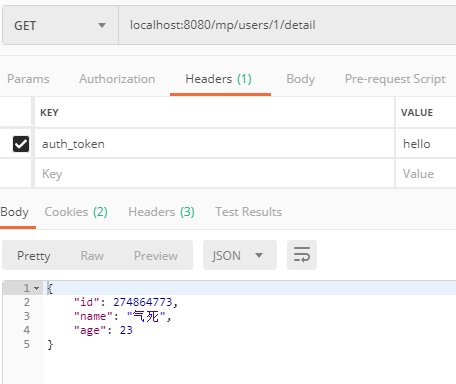 GET localhost:8080/mp/users/1/detail
Params Authorization Headers (1) Body Pre-request Script
KEY VALUE
auth_token hello
Key Value
Body Cookies (2) Headers (3) Test Results
Pretty Raw Preview JSON
1 {
2 "id": 274864773,
3 "name": "气死",
4 "age": 23
5 }